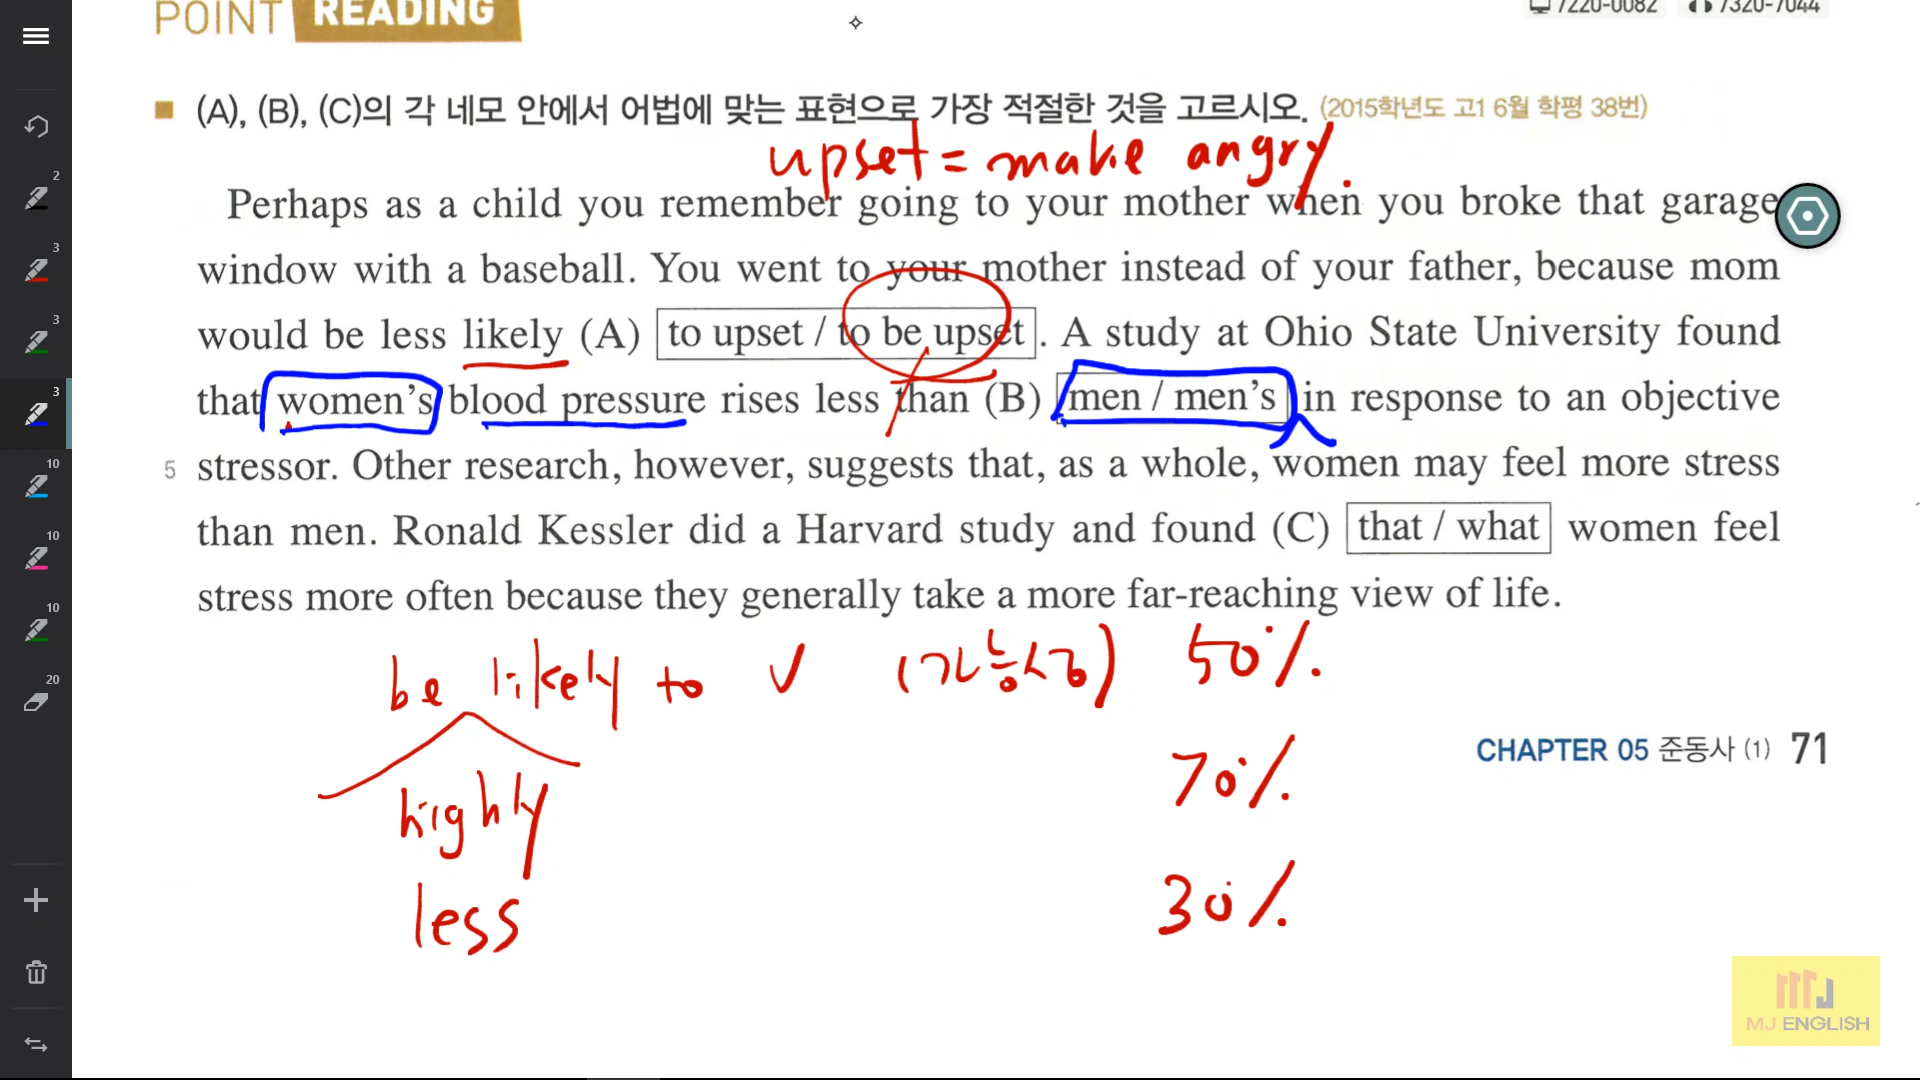 POINT READING
7220-0082 7320-7044
(A), (B), (C)의 각 네모 안에서 어법에 맞는 표현으로 가장 적절한 것을 고르시오. (2015학년도 고1 6월 학평 38번)
upset = make angry.
Perhaps as a child you remember going to your mother when you broke that garage
window with a baseball. You went to your mother instead of your father, because mom
would be less likely (A) to upset / to be upset . A study at Ohio State University found
that women's blood pressure rises less than (B) men / men's in response to an objective
5 stressor. Other research, however, suggests that, as a whole, women may feel more stress
than men. Ronald Kessler did a Harvard study and found (C) that / what women feel
stress more often because they generally take a more far-reaching view of life.
be likely to V (가능성) 50%.
highly 70%.
less 30%.
CHAPTER 05 준동사 (1) 71
MJ ENGLISH
2
3
3
3
10
10
10
20